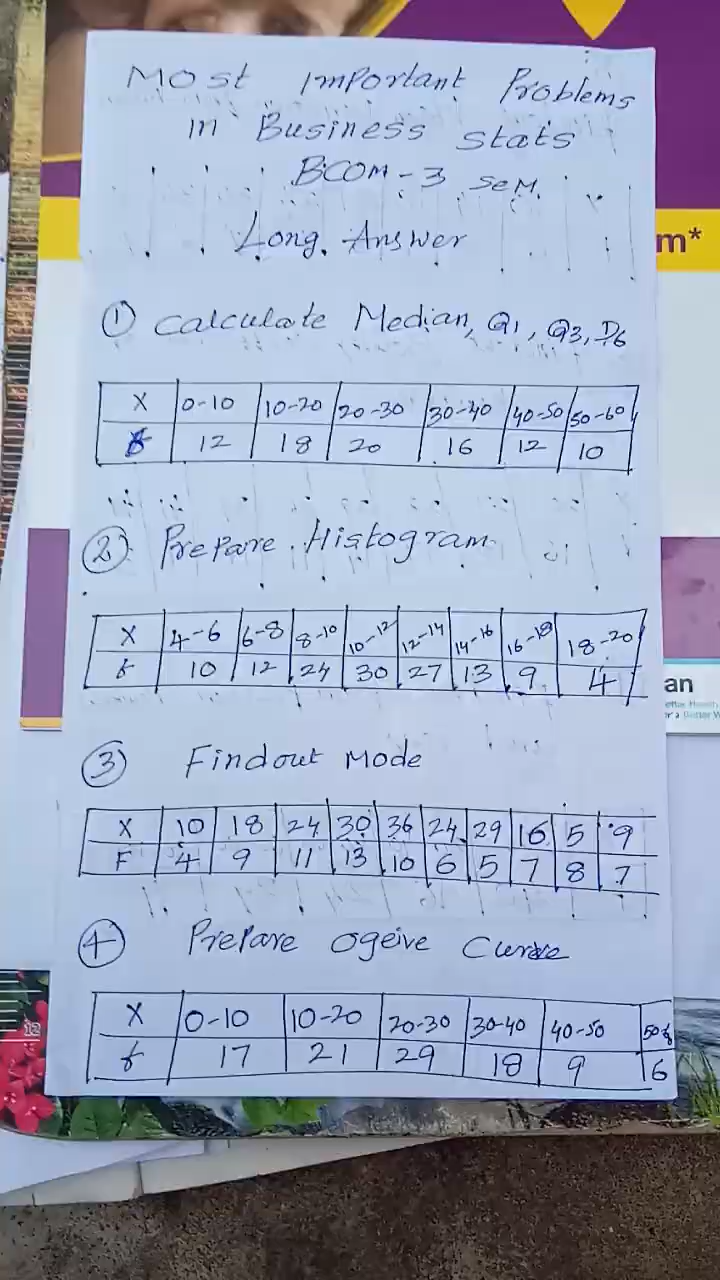 Most Important Problems
in Business Stats
BCOM-3 SeM.
Long. Answer
① Calculate Median, Q1, Q3, D6
X 0-10 10-20 20-30 30-40 40-50 50-60
f 12 18 20 16 12 10
② Prepare Histogram
X 4-6 6-8 8-10 10-12 12-14 14-16 16-18 18-20
f 10 12 24 30 27 13 9 4
③ Findout Mode
X 10 18 24 30 36 24 29 16 5 9
F 4 9 11 13 10 6 5 7 8 7
④ Prepare Ogeive Curve
X 0-10 10-20 20-30 30-40 40-50
f 17 21 29 18 9 6
m*
an
12